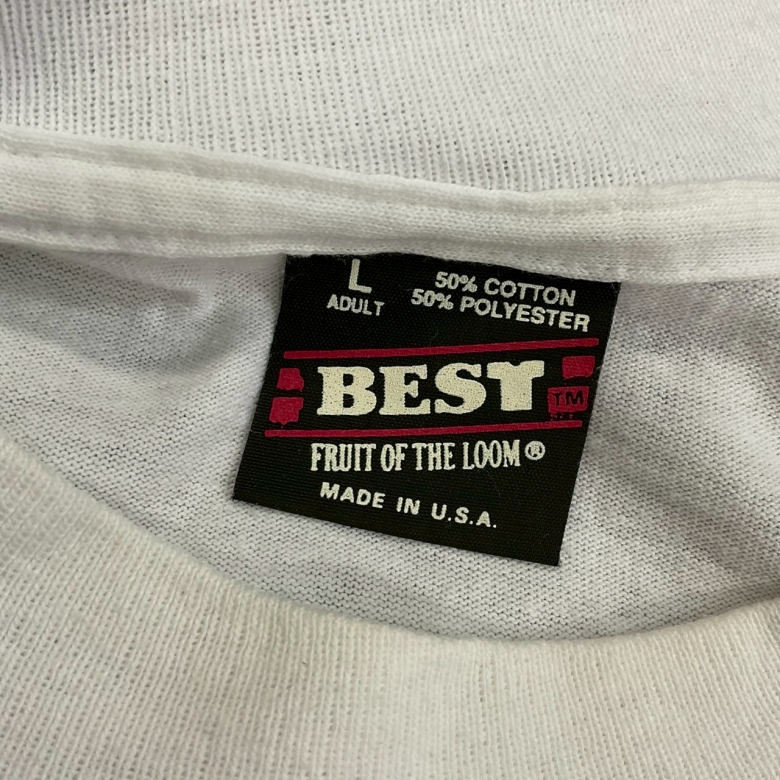 L
ADULT
50% COTTON
50% POLYESTER
BEST
TM
FRUIT OF THE LOOM®
MADE IN U.S.A.